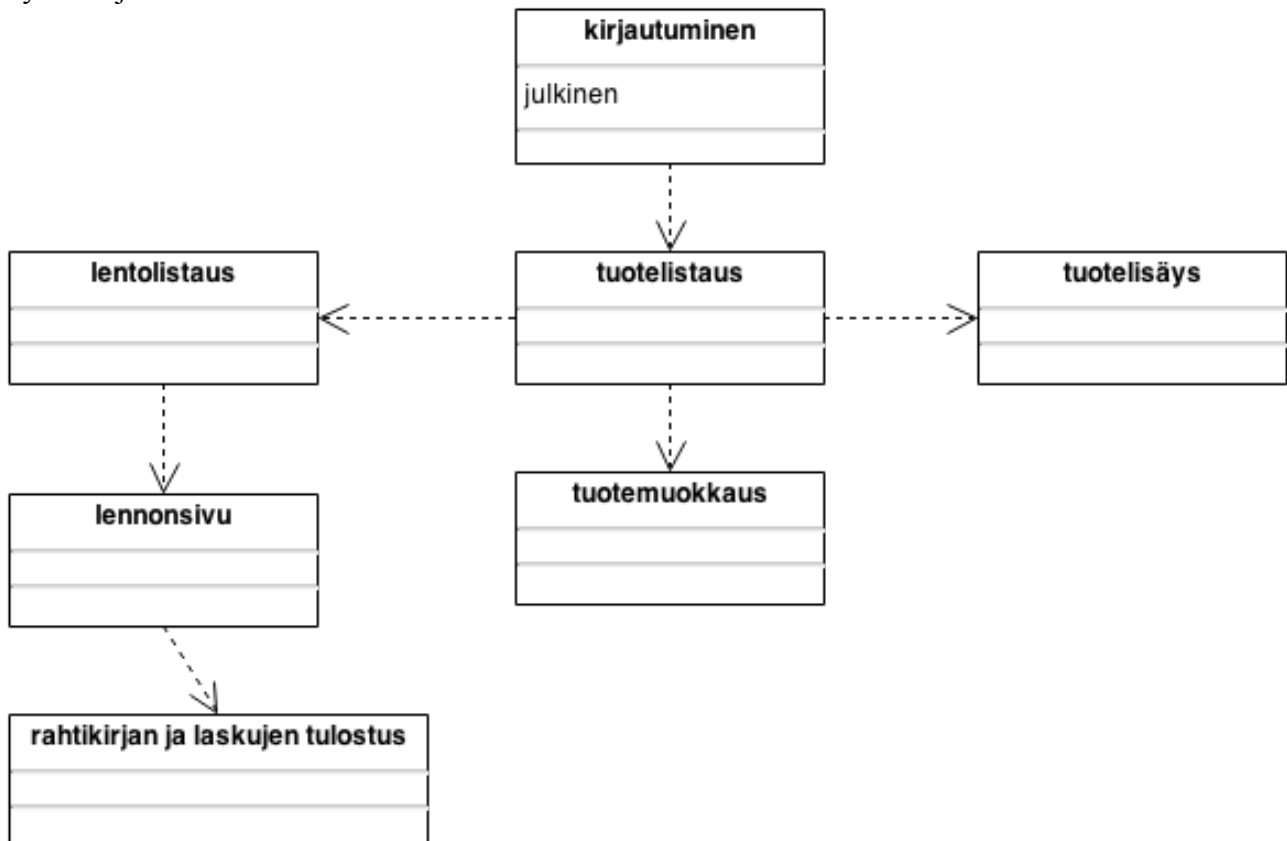 kirjautuminen
julkinen
lentolistaus
tuotelistaus
tuotelisäys
lennonsivu
tuotemuokkaus
rahtikirjan ja laskujen tulostus